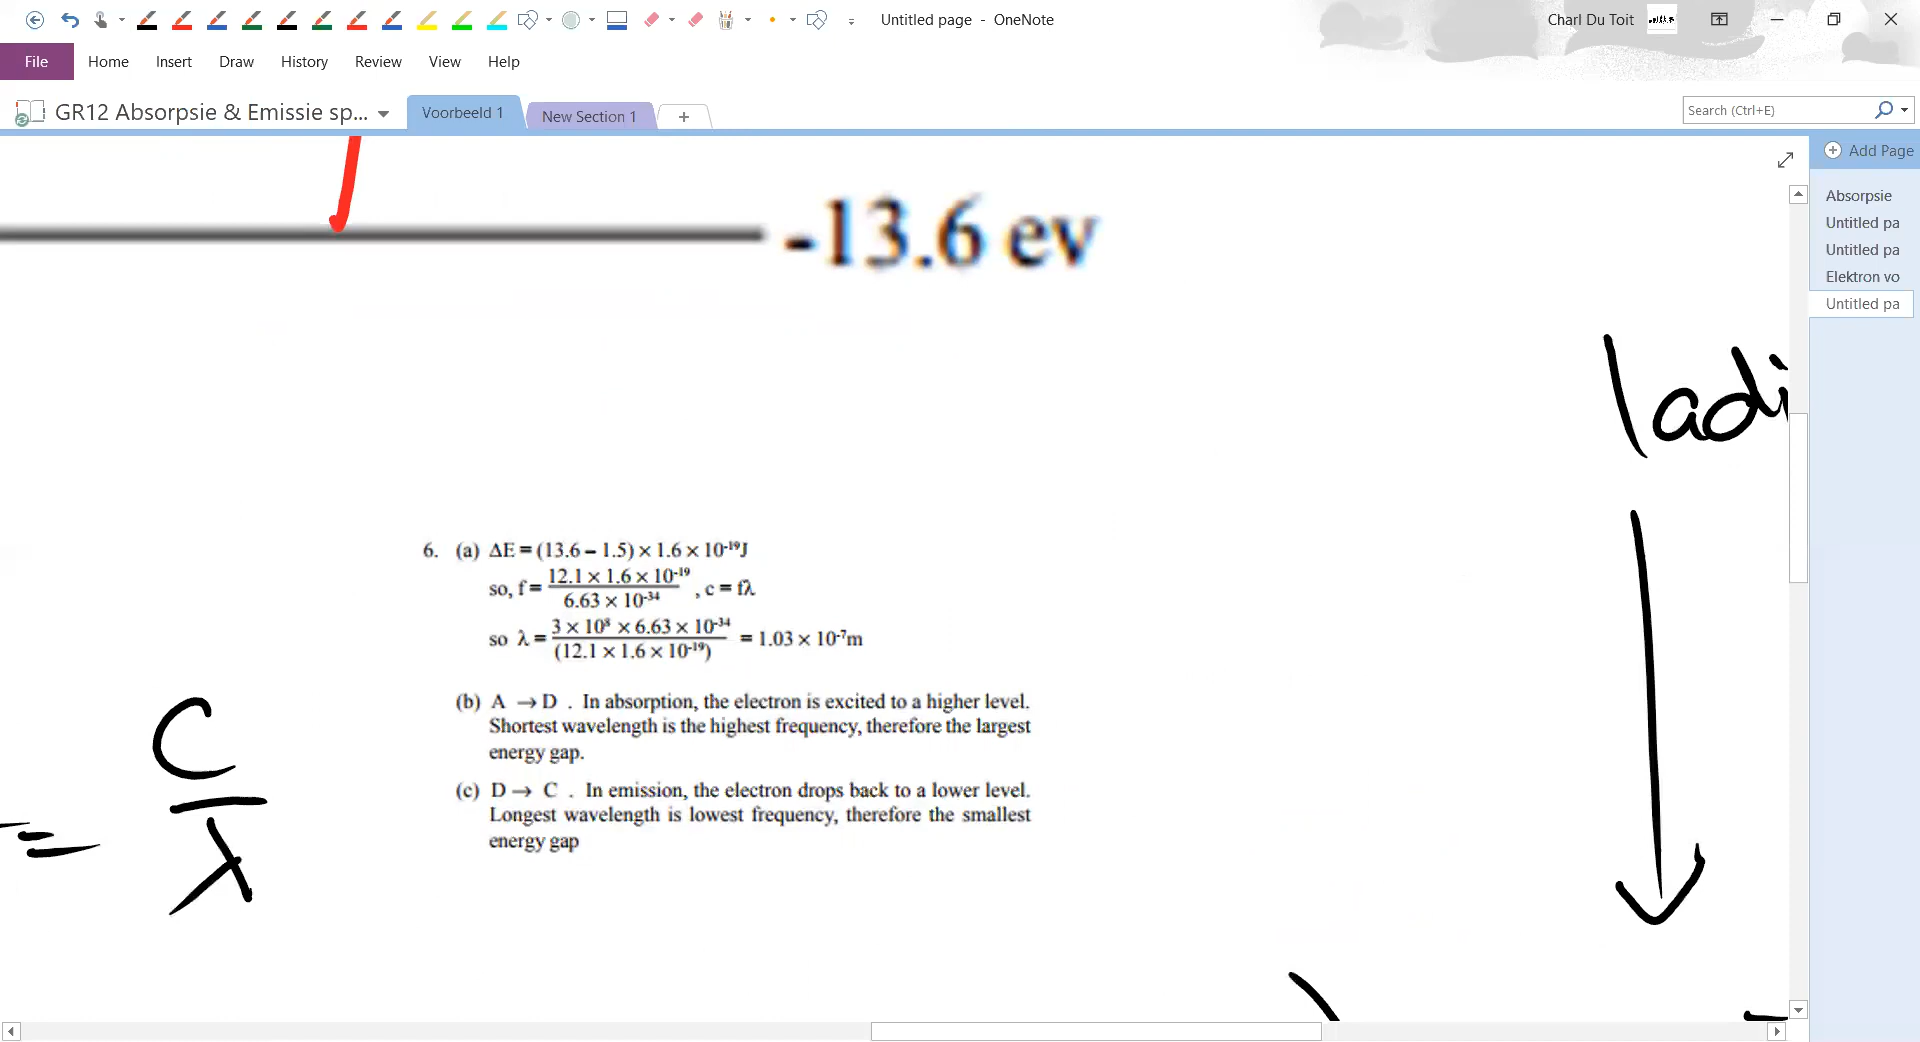 Untitled page - OneNote
Charl Du Toit
File Home Insert Draw History Review View Help
GR12 Absorpsie & Emissie sp...
Voorbeeld 1
New Section 1
+
Search (Ctrl+E)
Add Page
Absorpsie
Untitled pa
Untitled pa
Elektron vo
Untitled pa
-13.6 ev
ladi
6. (a) ΔE = (13.6 – 1.5) × 1.6 × 10⁻¹⁹J
so, f = 12.1 × 1.6 × 10⁻¹⁹ / 6.63 × 10⁻³⁴ , c = fλ
so λ = 3 × 10⁸ × 6.63 × 10⁻³⁴ / (12.1 × 1.6 × 10⁻¹⁹) = 1.03 × 10⁻⁷m
(b) A → D . In absorption, the electron is excited to a higher level.
Shortest wavelength is the highest frequency, therefore the largest
energy gap.
(c) D → C . In emission, the electron drops back to a lower level.
Longest wavelength is lowest frequency, therefore the smallest
energy gap
= C / λ